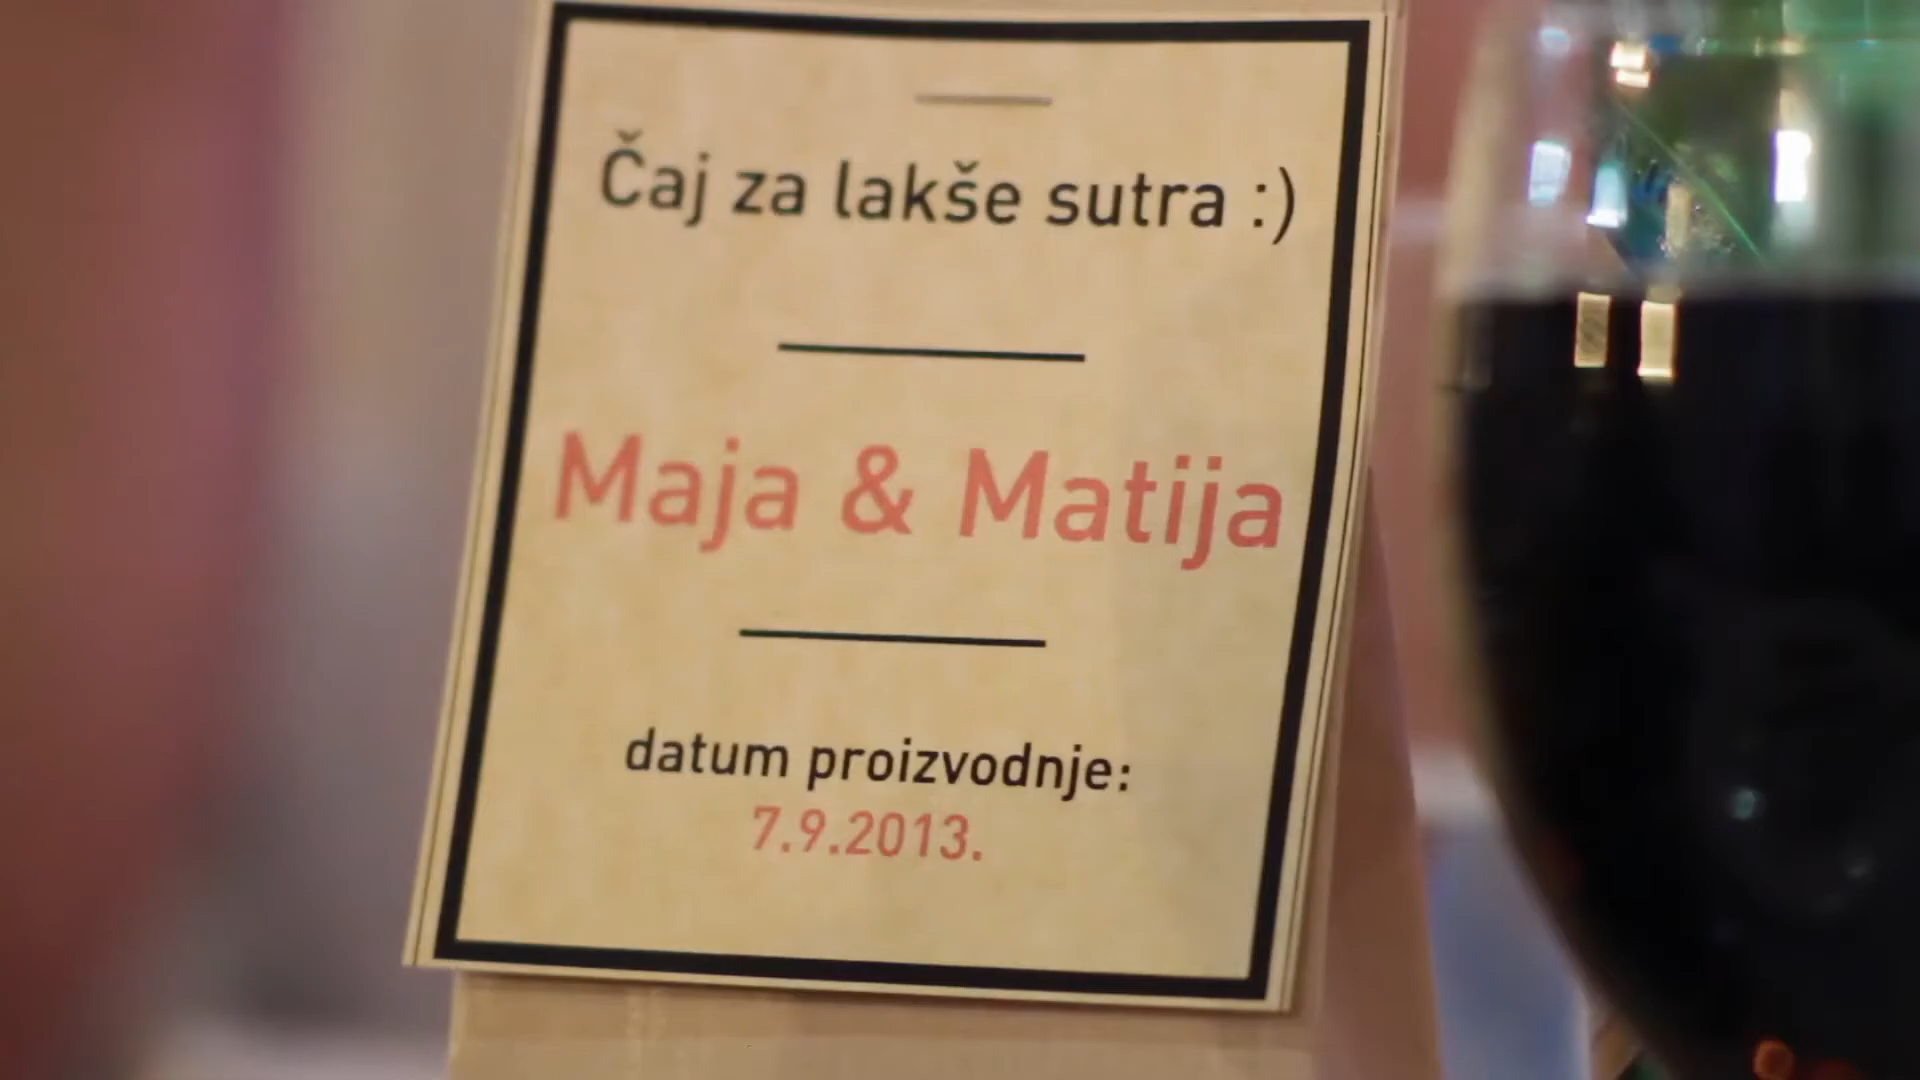 Čaj za lakše sutra :)
Maja & Matija
datum proizvodnje:
7.9.2013.